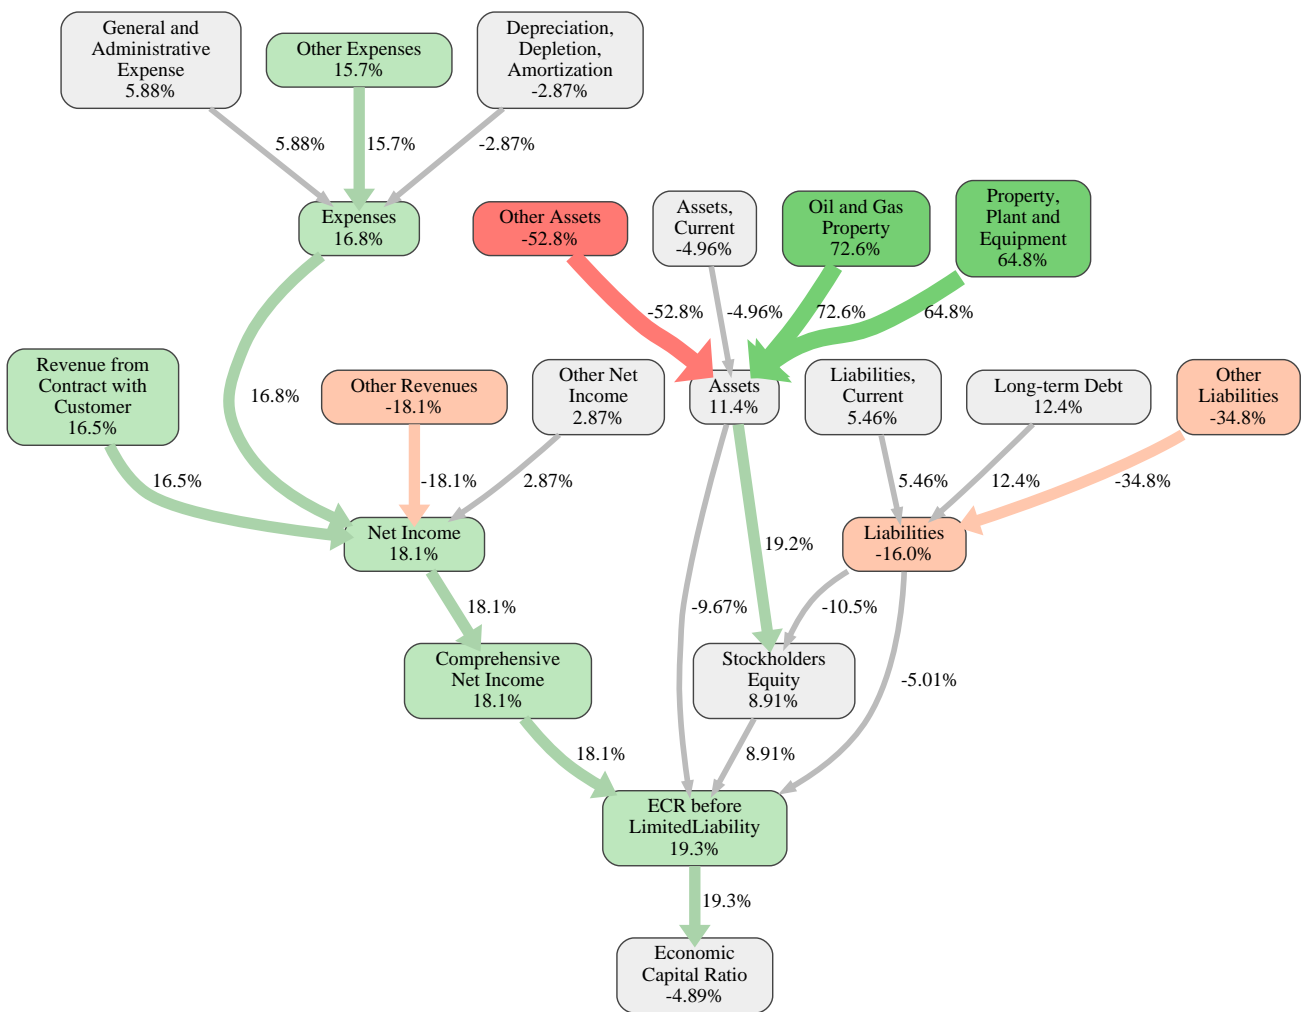 General and
Administrative
Expense
5.88%
Other Expenses
15.7%
Depreciation,
Depletion,
Amortization
-2.87%
5.88%
15.7%
-2.87%
Expenses
16.8%
Other Assets
-52.8%
Assets,
Current
-4.96%
Oil and Gas
Property
72.6%
Property,
Plant and
Equipment
64.8%
-52.8%
-4.96%
72.6%
64.8%
Revenue from
Contract with
Customer
16.5%
16.8%
Other Revenues
-18.1%
Other Net
Income
2.87%
Assets
11.4%
Liabilities,
Current
5.46%
Long-term Debt
12.4%
Other
Liabilities
-34.8%
16.5%
-18.1%
2.87%
5.46%
12.4%
-34.8%
Net Income
18.1%
19.2%
Liabilities
-16.0%
18.1%
-9.67%
-10.5%
Comprehensive
Net Income
18.1%
Stockholders
Equity
8.91%
-5.01%
18.1%
8.91%
ECR before
LimitedLiability
19.3%
19.3%
Economic
Capital Ratio
-4.89%